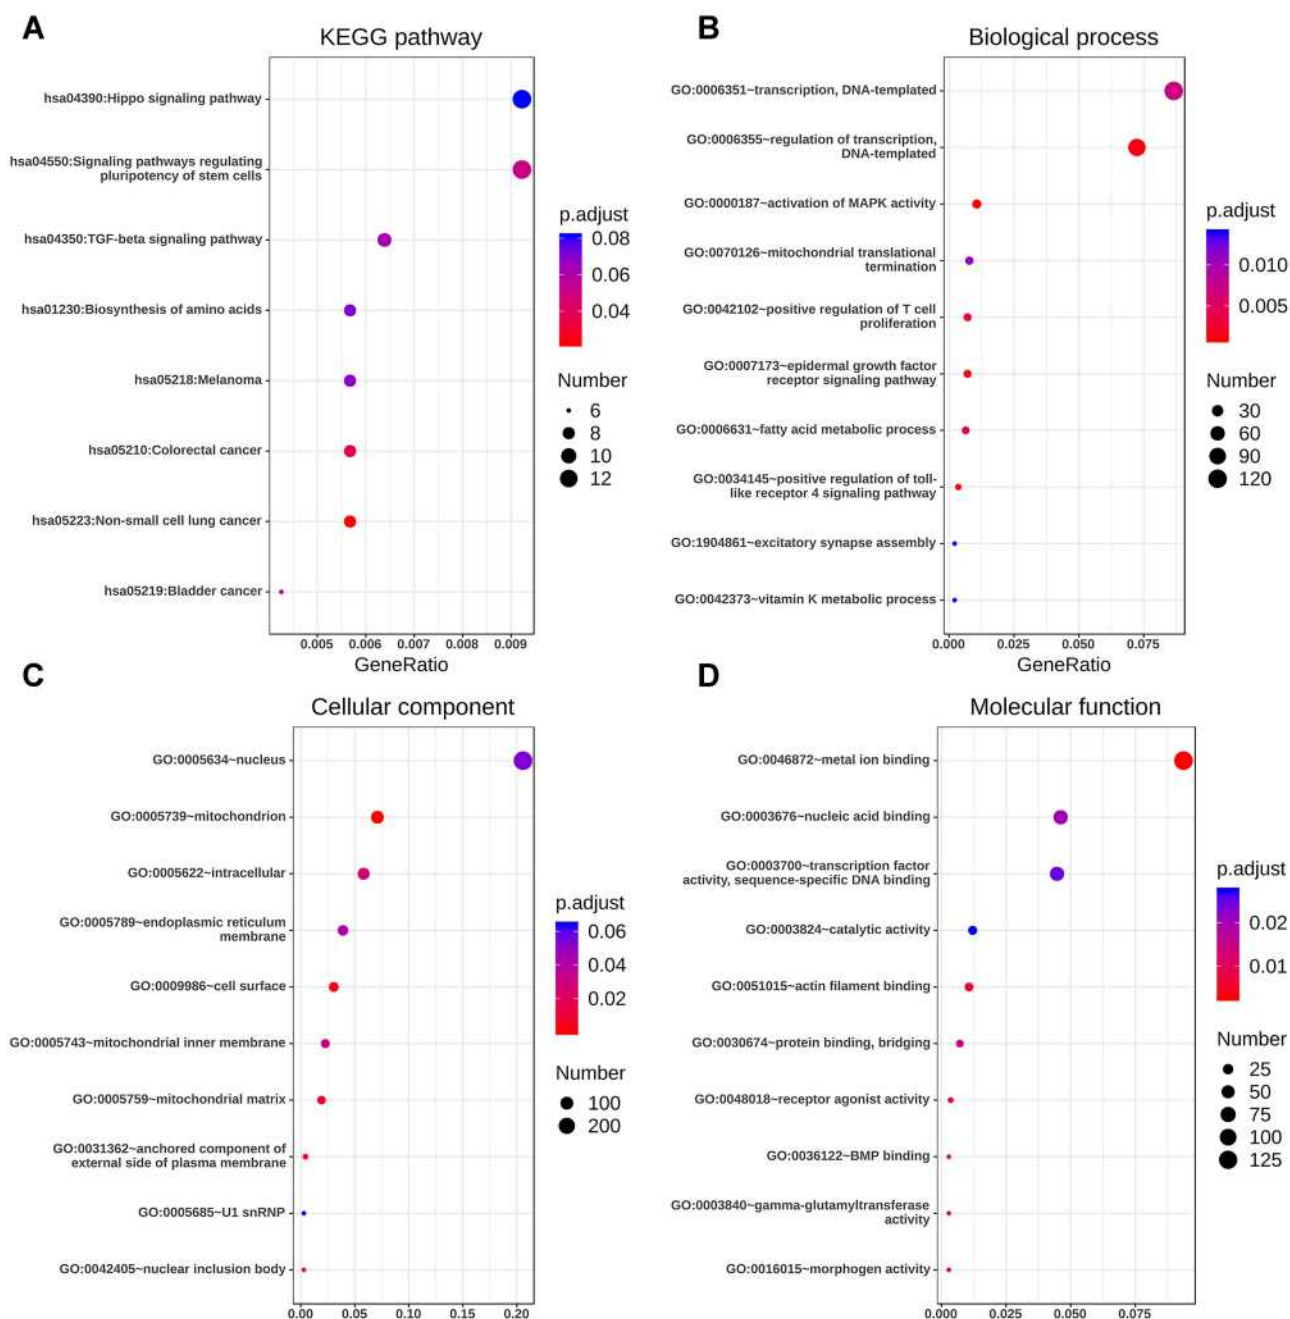 A
KEGG pathway
hsa04390:Hippo signaling pathway
hsa04550:Signaling pathways regulating
pluripotency of stem cells
hsa04350:TGF-beta signaling pathway
hsa01230:Biosynthesis of amino acids
hsa05218:Melanoma
hsa05210:Colorectal cancer
hsa05223:Non-small cell lung cancer
hsa05219:Bladder cancer
0.005 0.006 0.007 0.008 0.009
GeneRatio
p.adjust
0.08
0.06
0.04
Number
6
8
10
12
B
Biological process
GO:0006351~transcription, DNA-templated
GO:0006355~regulation of transcription,
DNA-templated
GO:0000187~activation of MAPK activity
GO:0070126~mitochondrial translational
termination
GO:0042102~positive regulation of T cell
proliferation
GO:0007173~epidermal growth factor
receptor signaling pathway
GO:0006631~fatty acid metabolic process
GO:0034145~positive regulation of toll-
like receptor 4 signaling pathway
GO:1904861~excitatory synapse assembly
GO:0042373~vitamin K metabolic process
0.000 0.025 0.050 0.075
GeneRatio
p.adjust
0.010
0.005
Number
30
60
90
120
C
Cellular component
GO:0005634~nucleus
GO:0005739~mitochondrion
GO:0005622~intracellular
GO:0005789~endoplasmic reticulum
membrane
GO:0009986~cell surface
GO:0005743~mitochondrial inner membrane
GO:0005759~mitochondrial matrix
GO:0031362~anchored component of
external side of plasma membrane
GO:0005685~U1 snRNP
GO:0042405~nuclear inclusion body
0.00 0.05 0.10 0.15 0.20
p.adjust
0.06
0.04
0.02
Number
100
200
D
Molecular function
GO:0046872~metal ion binding
GO:0003676~nucleic acid binding
GO:0003700~transcription factor
activity, sequence-specific DNA binding
GO:0003824~catalytic activity
GO:0051015~actin filament binding
GO:0030674~protein binding, bridging
GO:0048018~receptor agonist activity
GO:0036122~BMP binding
GO:0003840~gamma-glutamyltransferase
activity
GO:0016015~morphogen activity
0.000 0.025 0.050 0.075
p.adjust
0.02
0.01
Number
25
50
75
100
125